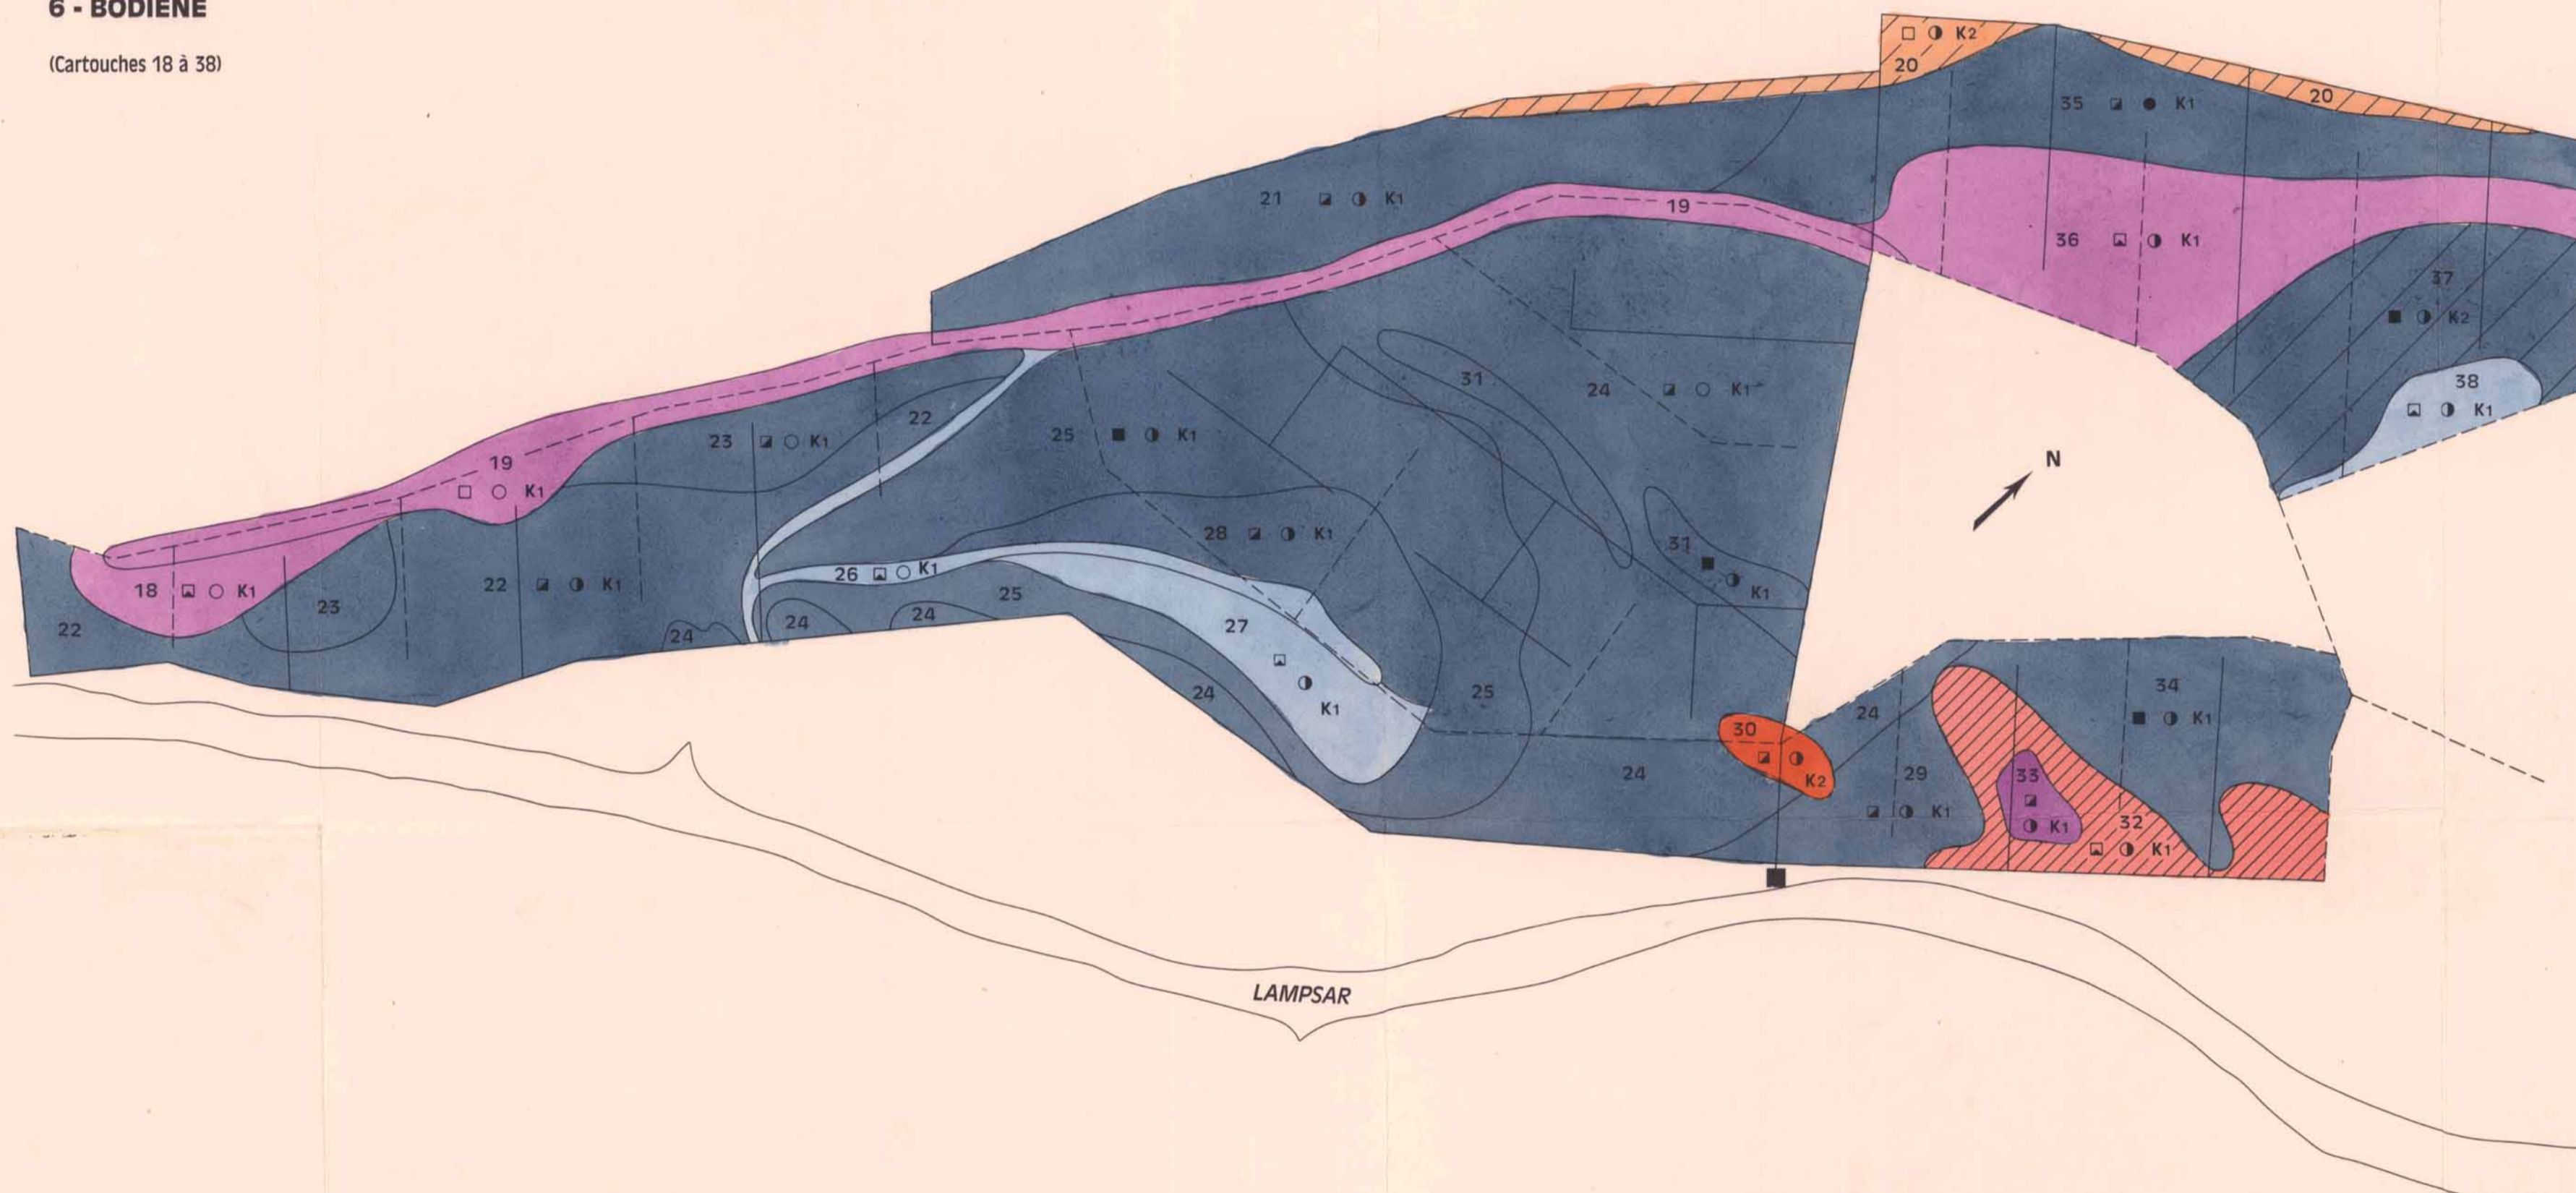 6 - BODIENE
(Cartouches 18 à 38)
K2
20
35 K1
20
21 K1
19
36 K1
37
K2
38
K1
31
24 K1
22
23 K1
25 K1
N
19
K1
28 K1
31
K1
26 K1
18 K1
22 K1
23
25
22
24
24
24
27
K1
24
25
34
K1
24
30
K2
24
29
K1
33
K1
32
K1
LAMPSAR